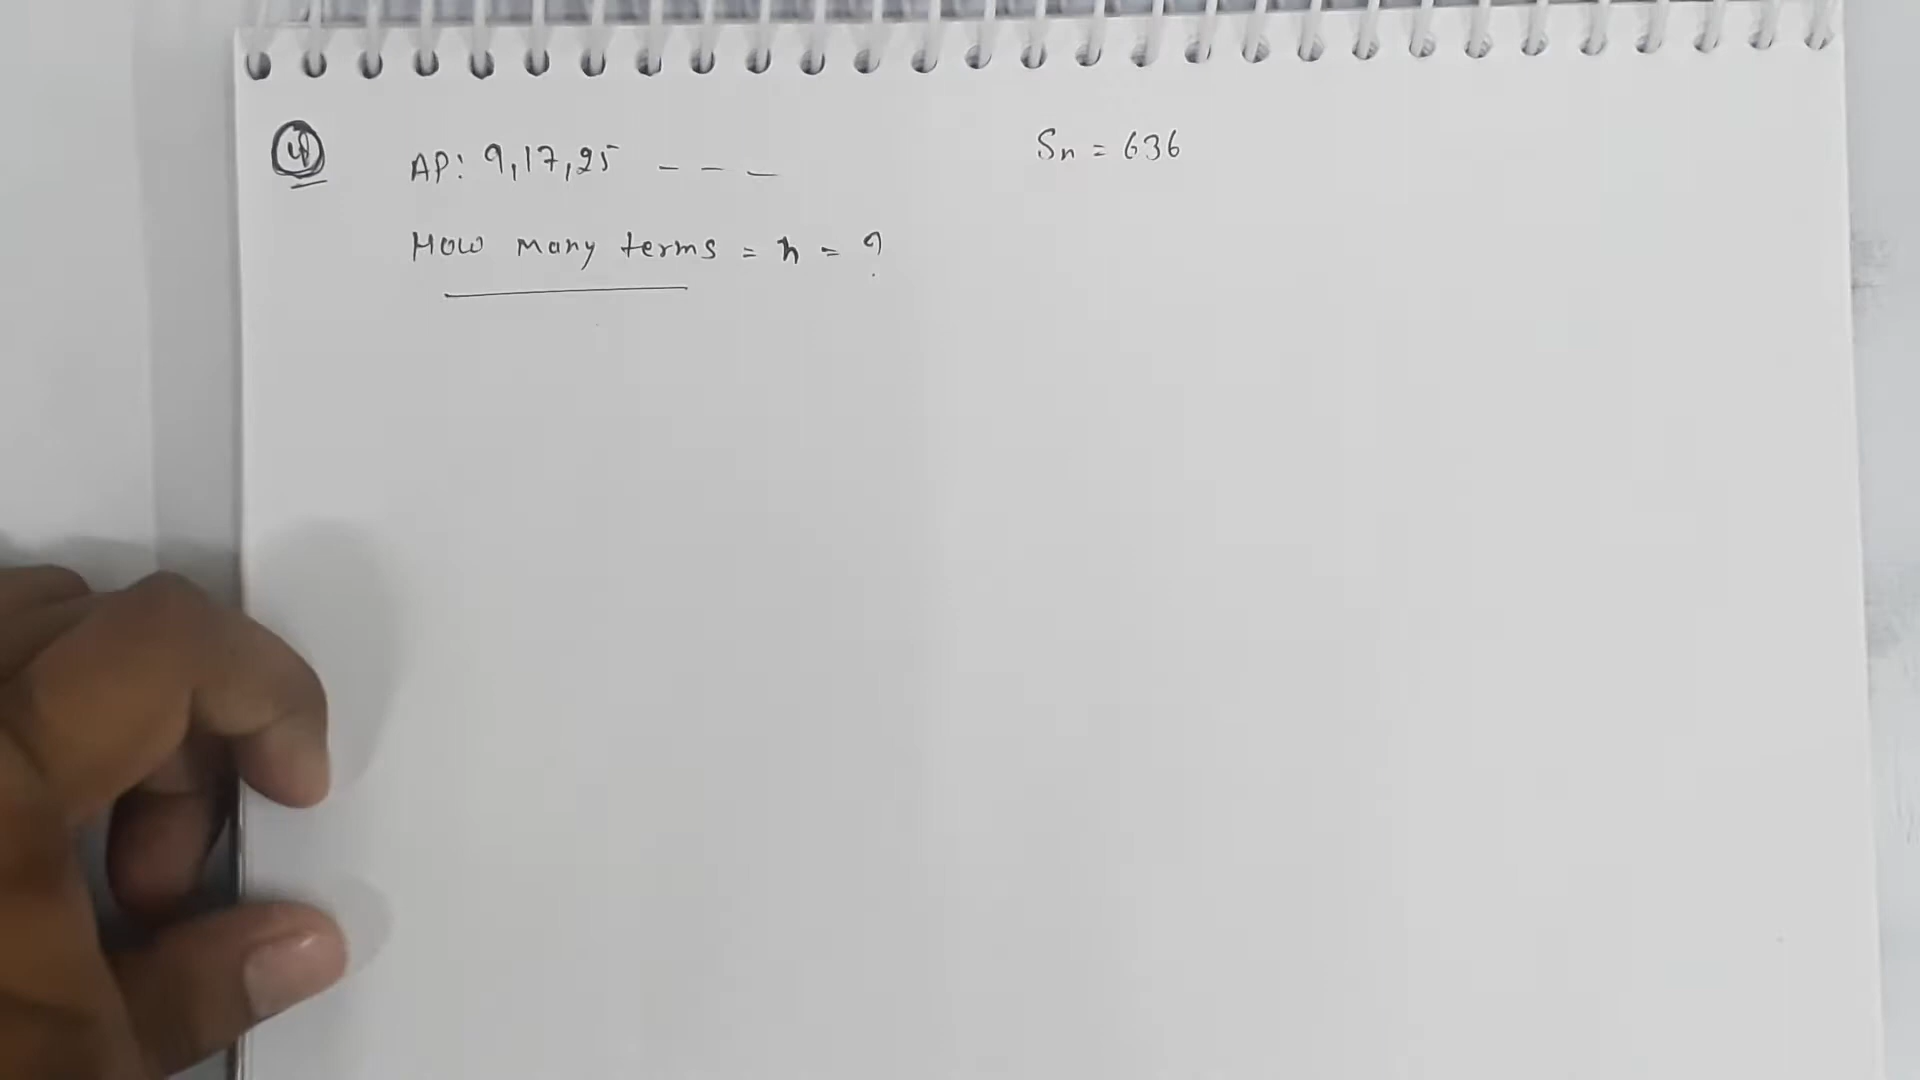 ④ AP: 9,17,25 - - - Sn = 636
How many terms = n = ?